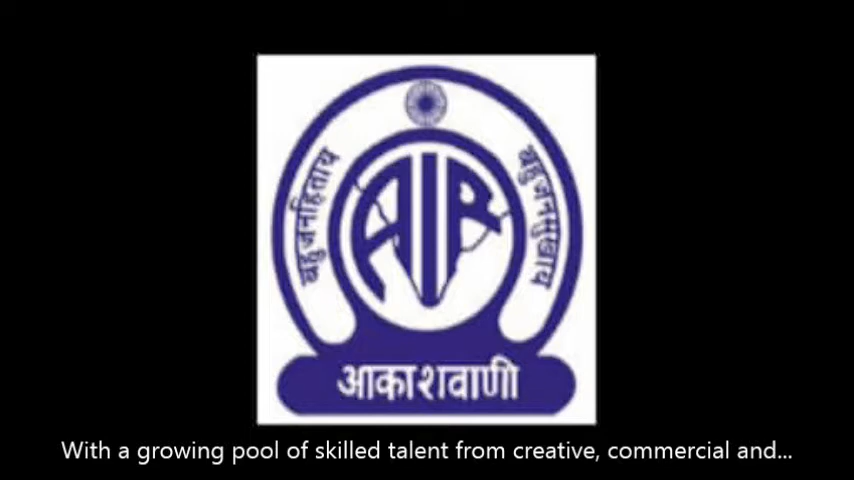 बहुजनहिताय
बहुजनसुखाय
AIR
आकाशवाणी
With a growing pool of skilled talent from creative, commercial and...